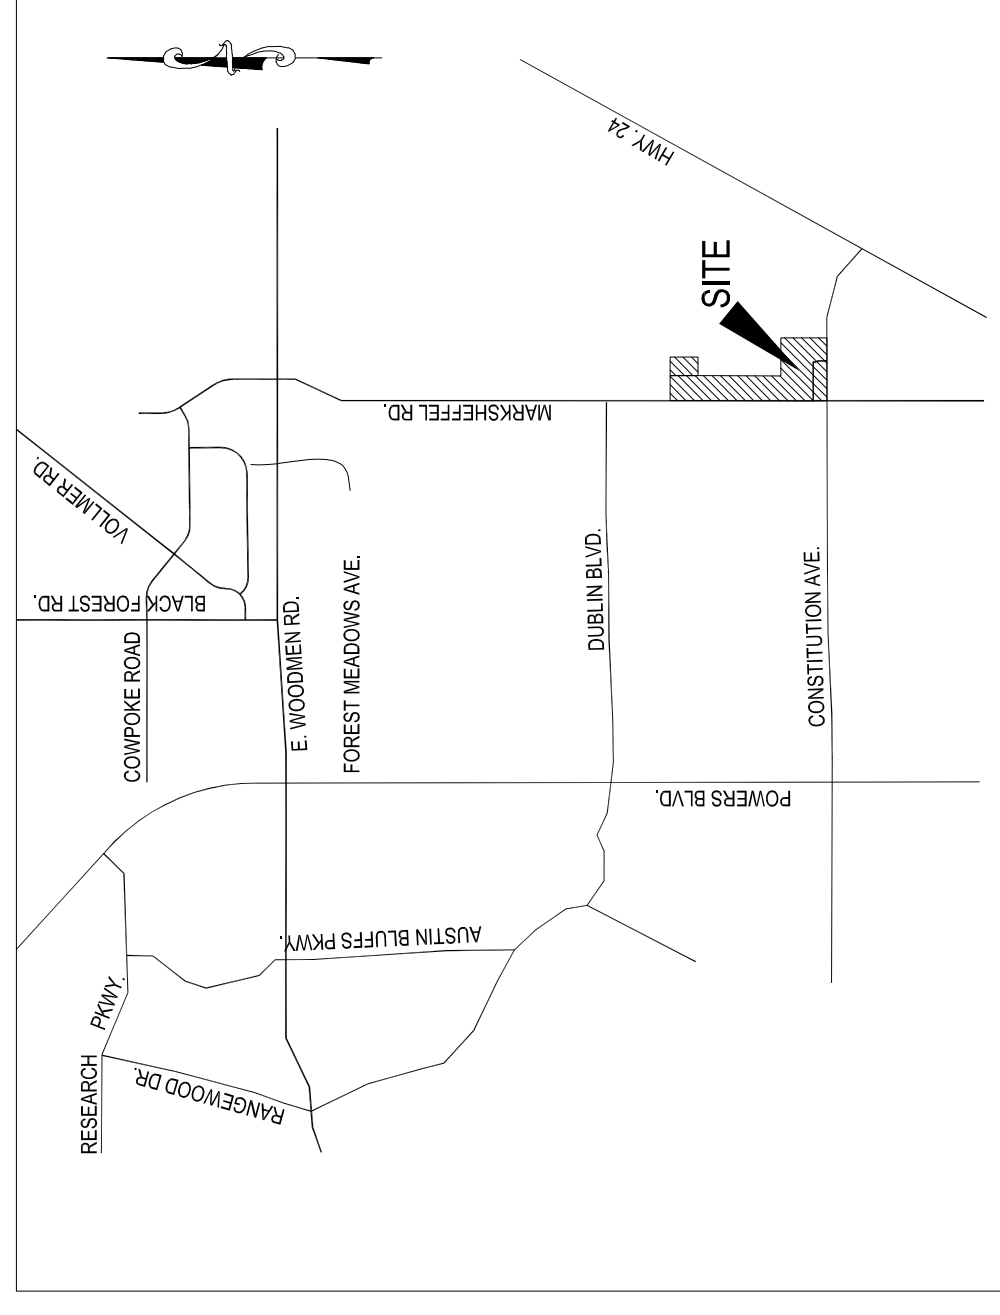 N
HWY. 24
SITE
MARKSHEFFEL RD.
VOLLMER RD.
BLACK FOREST RD.
COWPOKE ROAD
E. WOODMEN RD.
FOREST MEADOWS AVE.
DUBLIN BLVD.
CONSTITUTION AVE.
POWERS BLVD.
AUSTIN BLUFFS PKWY.
RESEARCH PKWY.
RANGEWOOD DR.